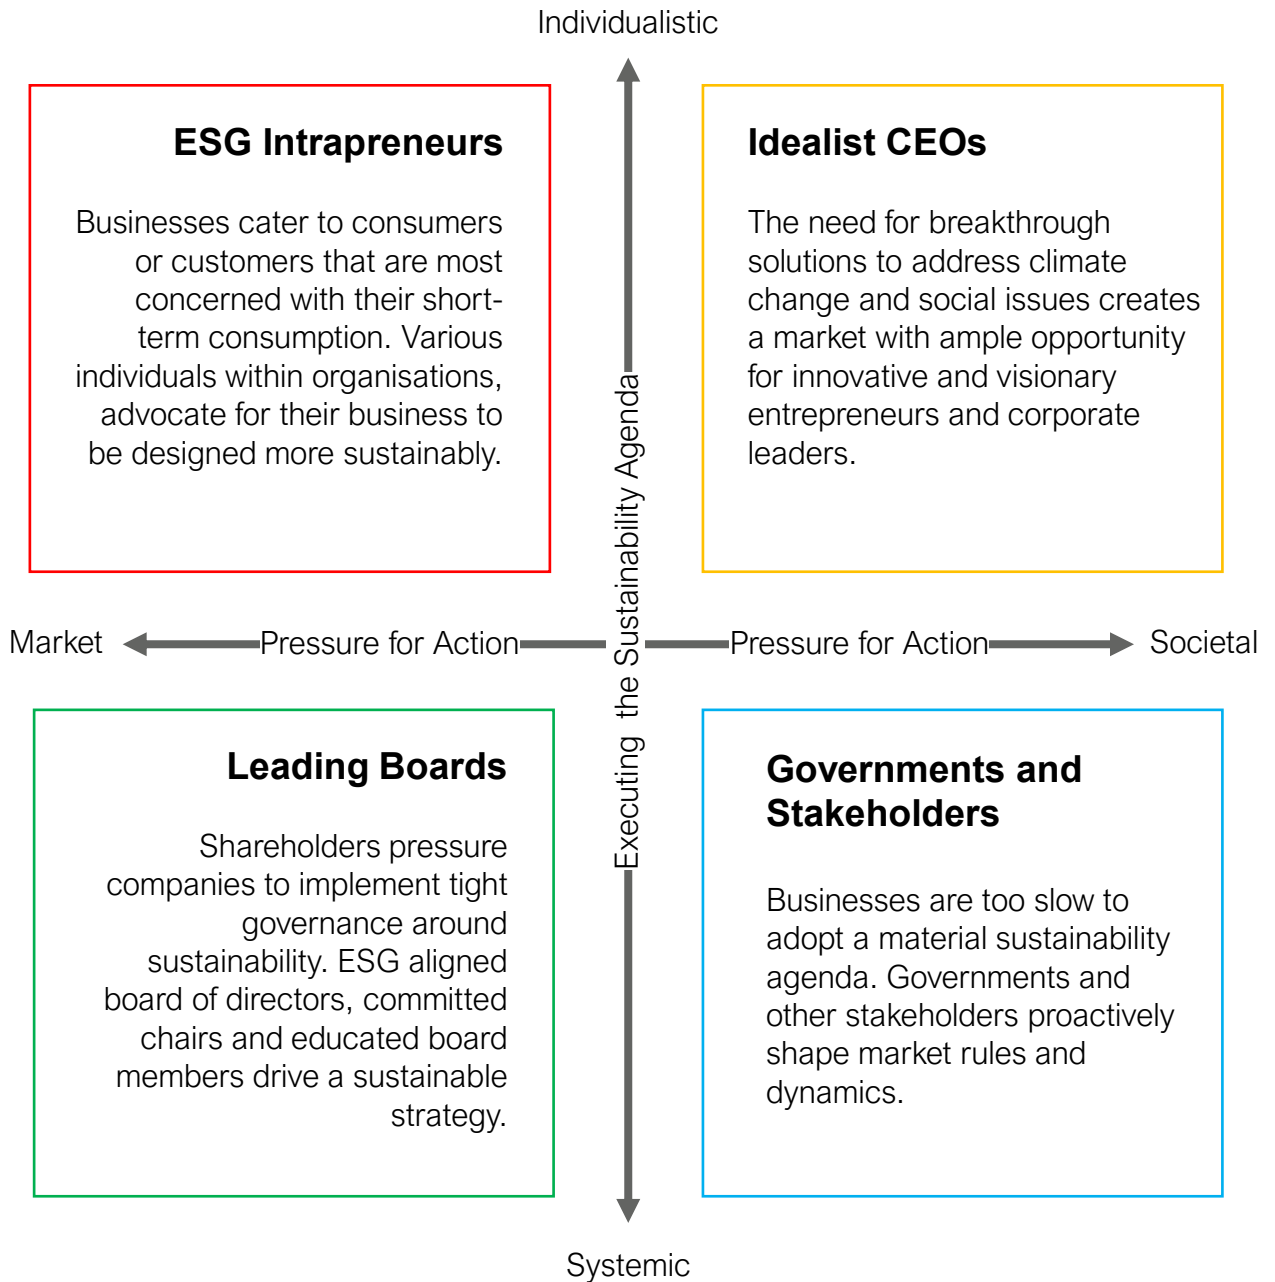 Individualistic
ESG Intrapreneurs
Businesses cater to consumers
or customers that are most
concerned with their short-
term consumption. Various
individuals within organisations,
advocate for their business to
be designed more sustainably.
Idealist CEOs
The need for breakthrough
solutions to address climate
change and social issues creates
a market with ample opportunity
for innovative and visionary
entrepreneurs and corporate
leaders.
Executing the Sustainability Agenda
Market
Pressure for Action
Pressure for Action
Societal
Leading Boards
Shareholders pressure
companies to implement tight
governance around
sustainability. ESG aligned
board of directors, committed
chairs and educated board
members drive a sustainable
strategy.
Governments and
Stakeholders
Businesses are too slow to
adopt a material sustainability
agenda. Governments and
other stakeholders proactively
shape market rules and
dynamics.
Systemic